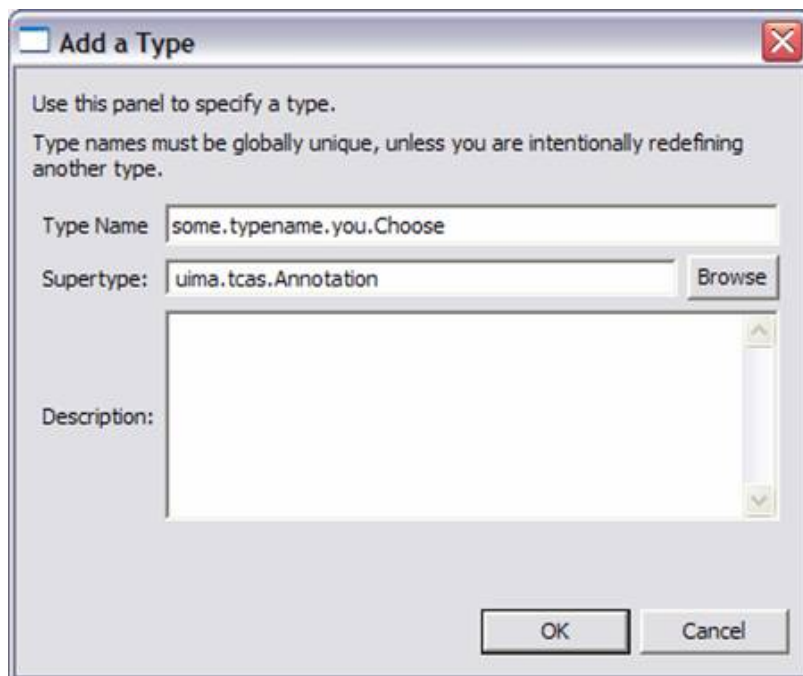 Add a Type
Use this panel to specify a type.
Type names must be globally unique, unless you are intentionally redefining
another type.
Type Name some.typename.you.Choose
Supertype: uima.tcas.Annotation Browse
Description:
OK Cancel